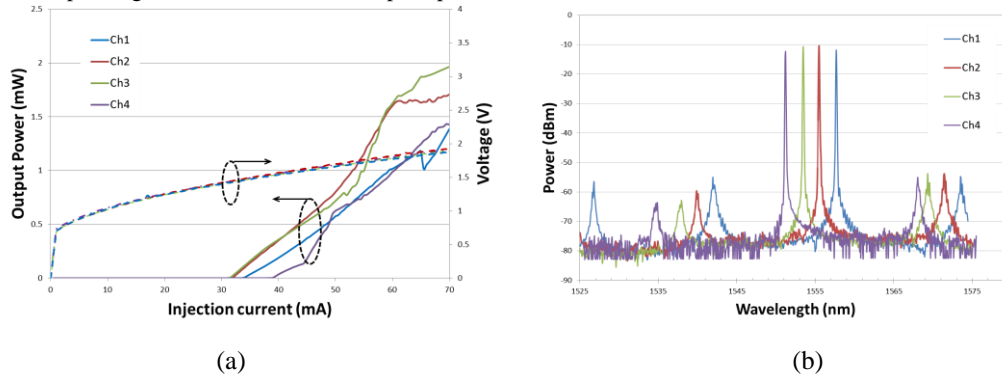 2.5
2
1.5
1
0.5
0
4
3.5
3
2.5
2
1.5
1
0.5
0
Ch1
Ch2
Ch3
Ch4
Output Power (mW)
Voltage (V)
0 10 20 30 40 50 60 70
Injection current (mA)
(a)
0
-10
-20
-30
-40
-50
-60
-70
-80
-90
Ch1
Ch2
Ch3
Ch4
Power (dBm)
1525 1535 1545 1555 1565 1575
Wavelength (nm)
(b)